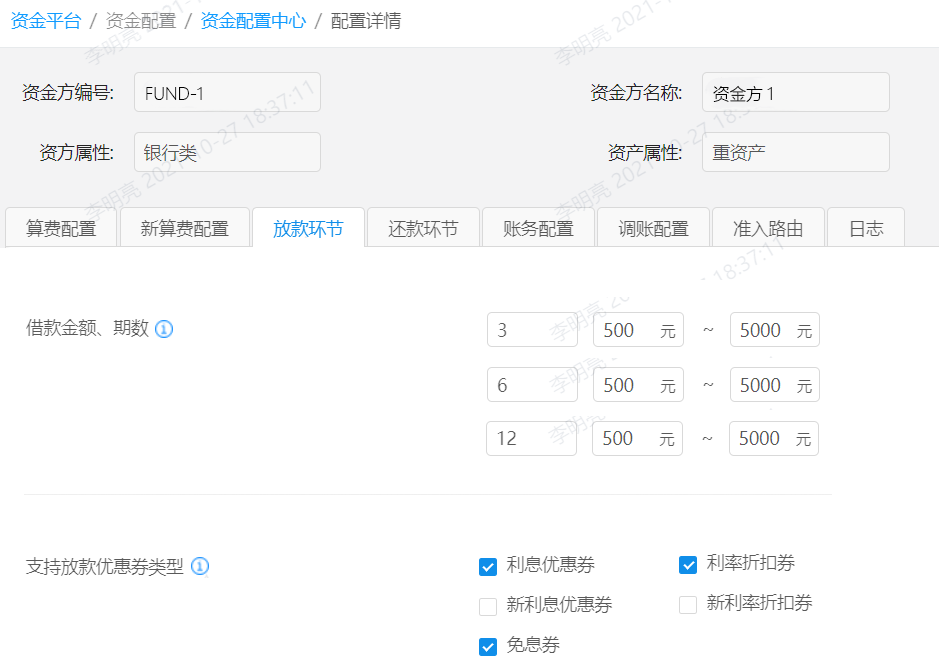 资金平台 / 资金配置 / 资金配置中心 / 配置详情
资金方编号: FUND-1 资金方名称: 资金方1
资方属性: 银行类 资产属性: 重资产
算费配置 新算费配置 放款环节 还款环节 账务配置 调账配置 准入路由 日志
借款金额、期数 3 500 元 ~ 5000 元
6 500 元 ~ 5000 元
12 500 元 ~ 5000 元
支持放款优惠券类型 利息优惠券 利率折扣券
新利息优惠券 新利率折扣券
免息券
李明亮 2021-10-27 18:37:11